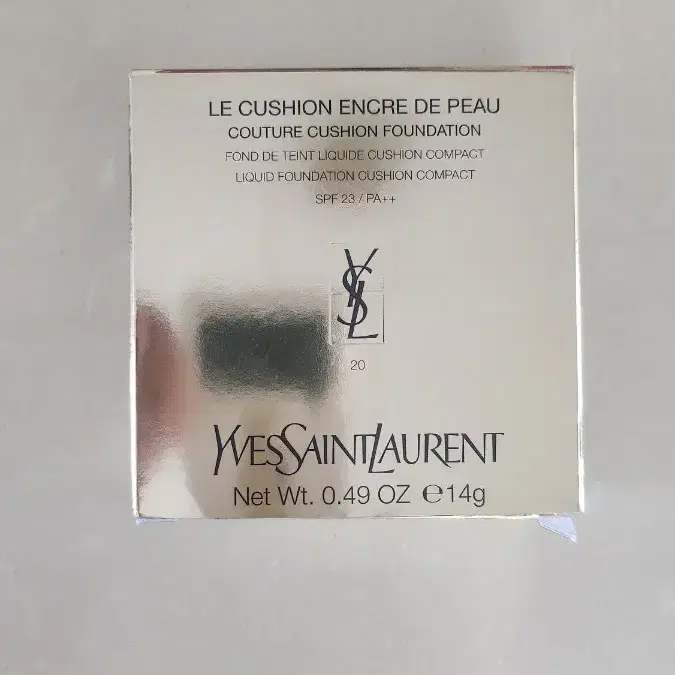 LE CUSHION ENCRE DE PEAU
COUTURE CUSHION FOUNDATION
FOND DE TEINT LIQUIDE CUSHION COMPACT
LIQUID FOUNDATION CUSHION COMPACT
SPF 23 / PA++
YSL
20
YVESSAINTLAURENT
Net Wt. 0.49 OZ ℮14g